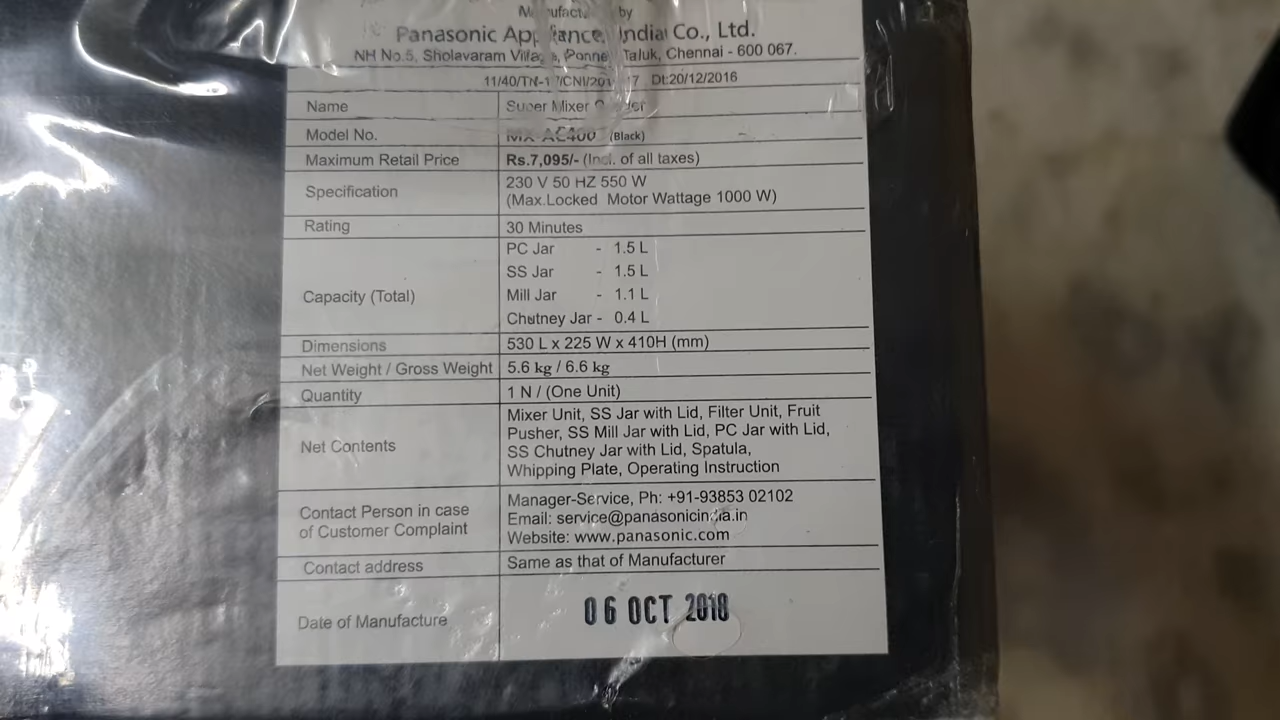 Manufactured by
Panasonic Appliances India Co., Ltd.
NH No.5, Sholavaram Village, Ponneri Taluk, Chennai - 600 067.
Dt:20/12/2016
Name Super Mixer Grinder
Model No. MX-AC400 (Black)
Maximum Retail Price Rs.7,095/- (Incl. of all taxes)
Specification 230 V 50 HZ 550 W
(Max.Locked Motor Wattage 1000 W)
Rating 30 Minutes
Capacity (Total) PC Jar - 1.5 L
SS Jar - 1.5 L
Mill Jar - 1.1 L
Chutney Jar - 0.4 L
Dimensions 530 L x 225 W x 410H (mm)
Net Weight / Gross Weight 5.6 kg / 6.6 kg
Quantity 1 N / (One Unit)
Net Contents Mixer Unit, SS Jar with Lid, Filter Unit, Fruit
Pusher, SS Mill Jar with Lid, PC Jar with Lid,
SS Chutney Jar with Lid, Spatula,
Whipping Plate, Operating Instruction
Contact Person in case of Customer Complaint Manager-Service, Ph: +91-93853 02102
Email: service@panasonicindia.in
Website: www.panasonic.com
Contact address Same as that of Manufacturer
Date of Manufacture 06 OCT 2018